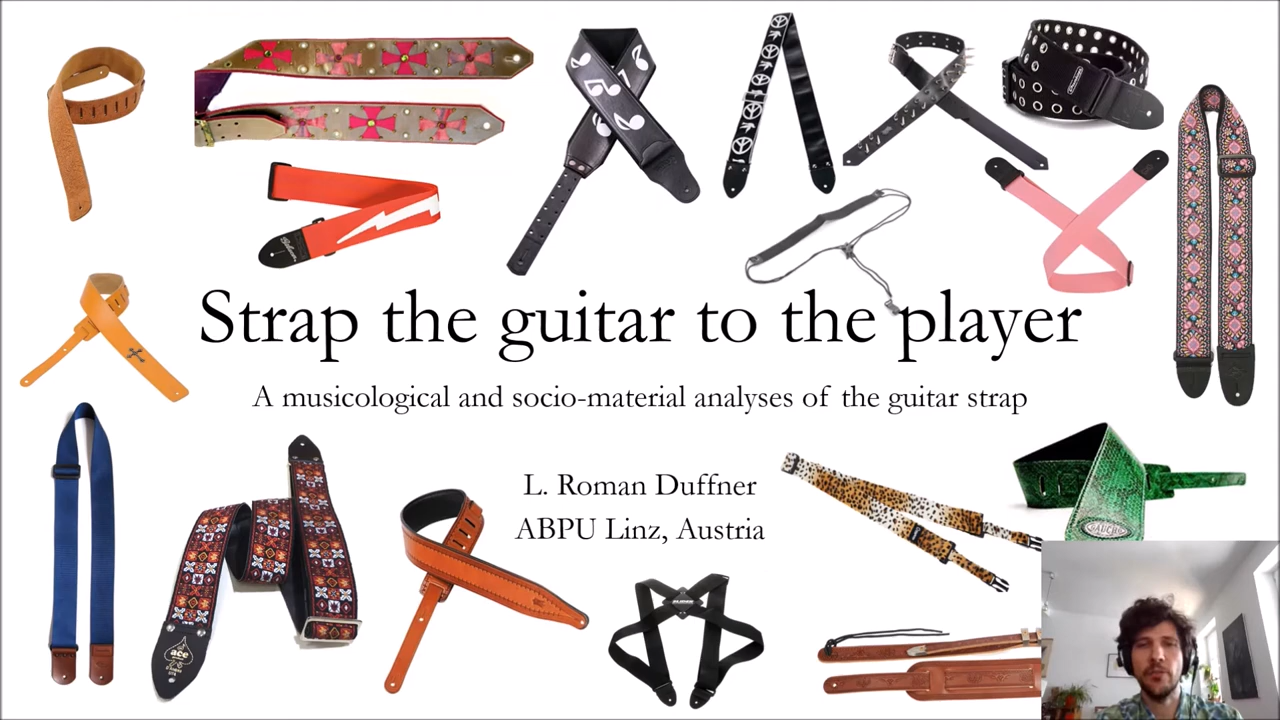 Strap the guitar to the player
A musicological and socio-material analyses of the guitar strap
L. Roman Duffner
ABPU Linz, Austria
ace